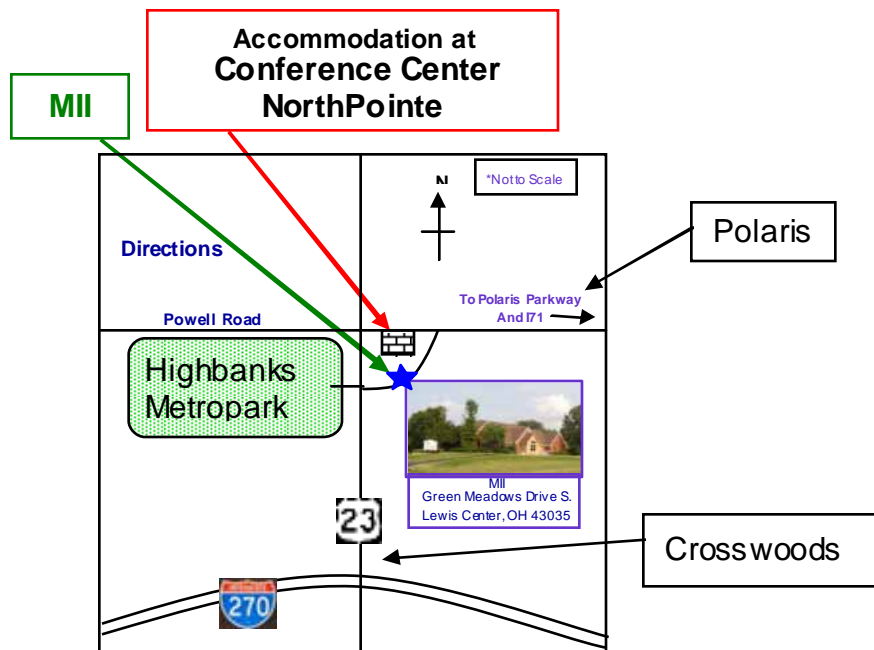 Accommodation at
Conference Center
NorthPointe
MII
N
*Not to Scale
Polaris
Directions
To Polaris Parkway
And I71
Powell Road
Highbanks
Metropark
MII
Green Meadows Drive S.
Lewis Center, OH 43035
23
Crosswoods
270